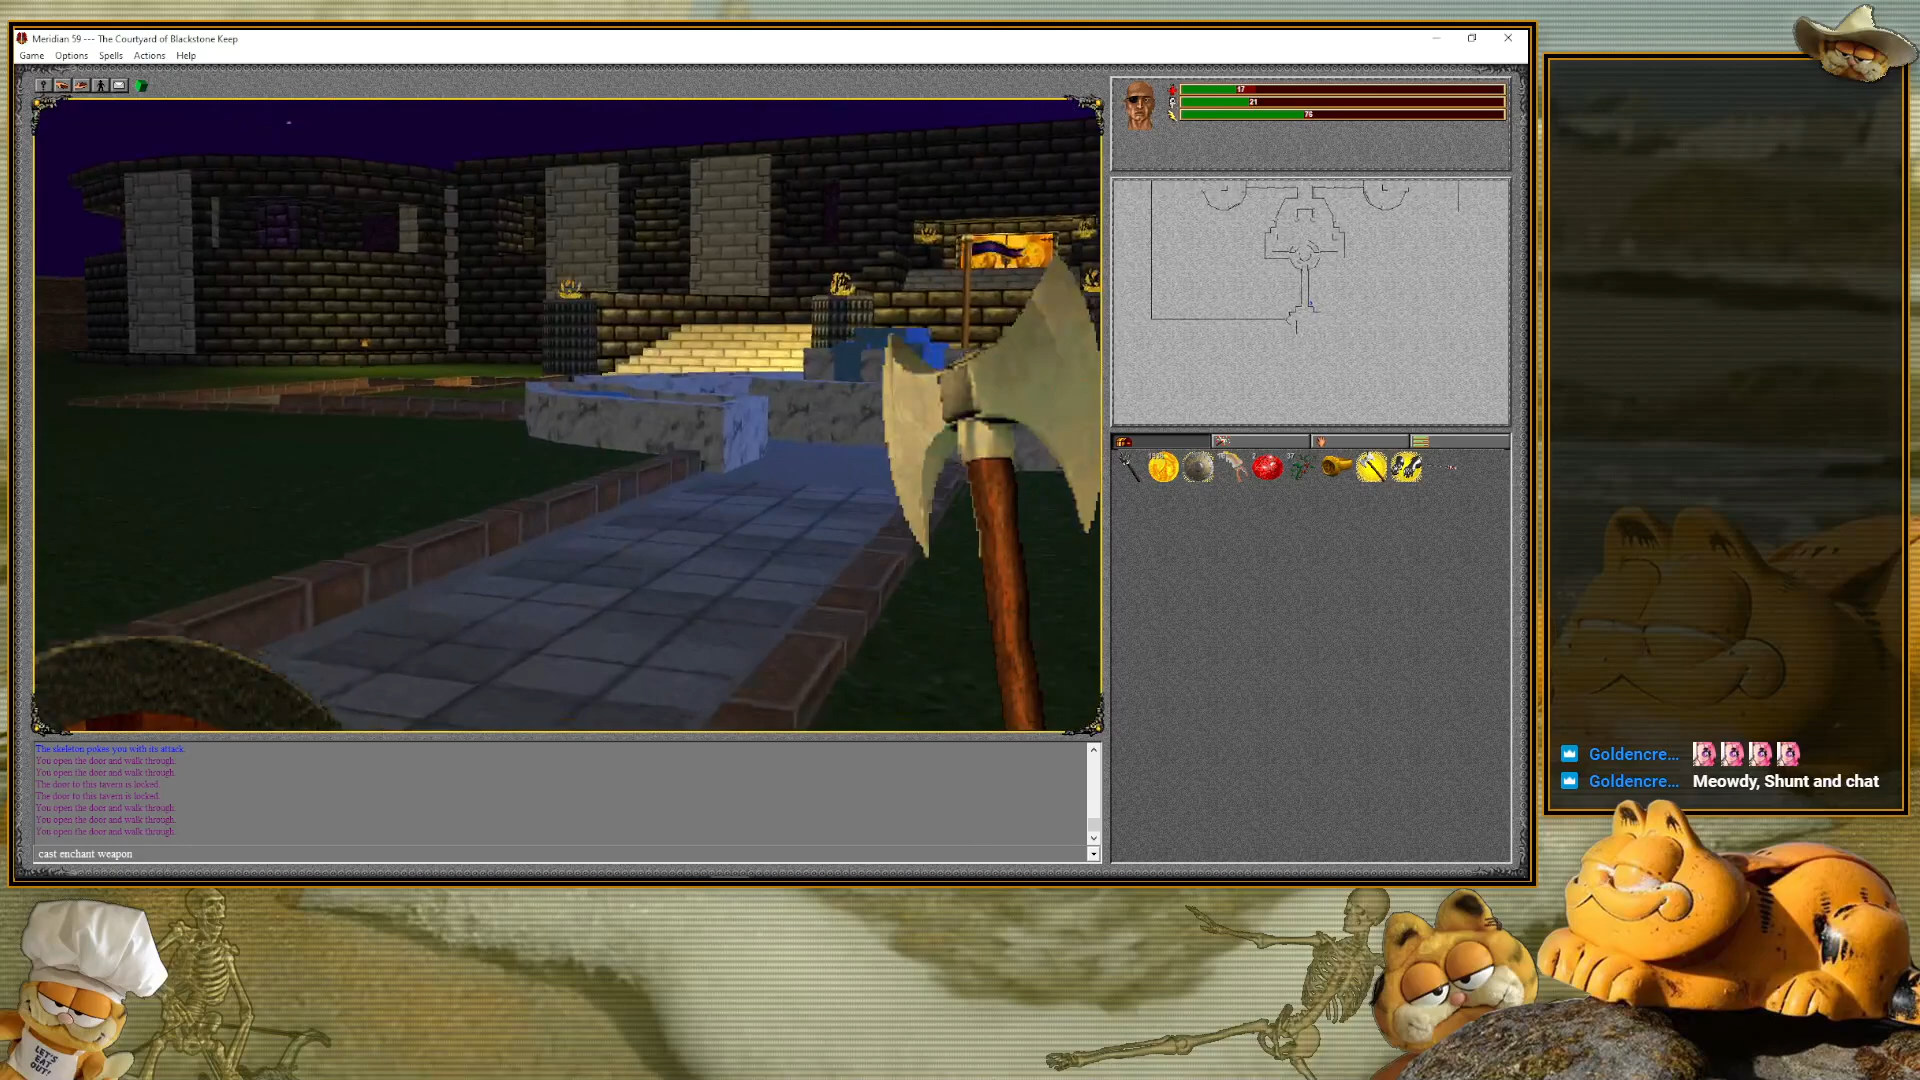 Meridian 59 --- The Courtyard of Blackstone Keep
Game Options Spells Actions Help
17
21
76
2
37
The skeleton pokes you with its attack.
You open the door and walk through.
You open the door and walk through.
The door to this tavern is locked.
The door to this tavern is locked.
You open the door and walk through.
You open the door and walk through.
You open the door and walk through.
cast enchant weapon
Goldencre...
Goldencre... Meowdy, Shunt and chat
LET'S
EAT
OUT!